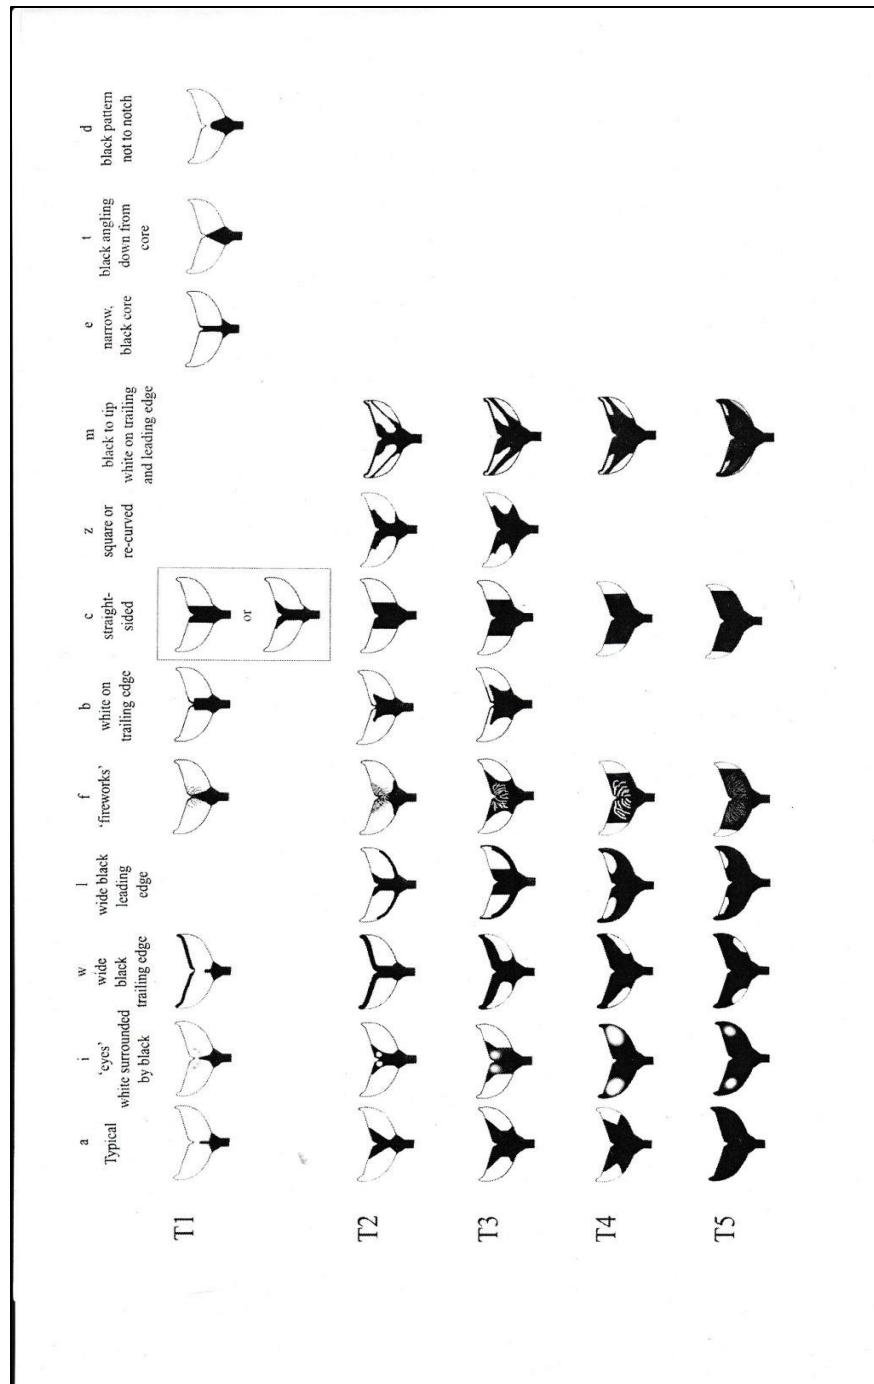 a
Typical
i
'eyes'
white surrounded
by black
w
wide
black
trailing edge
l
wide black
leading
edge
f
'fireworks'
b
white on
trailing edge
c
straight-
sided
z
square or
re-curved
m
black to tip
white on trailing
and leading edge
e
narrow,
black core
t
black angling
down from
core
d
black pattern
not to notch
T1
or
T2
T3
T4
T5